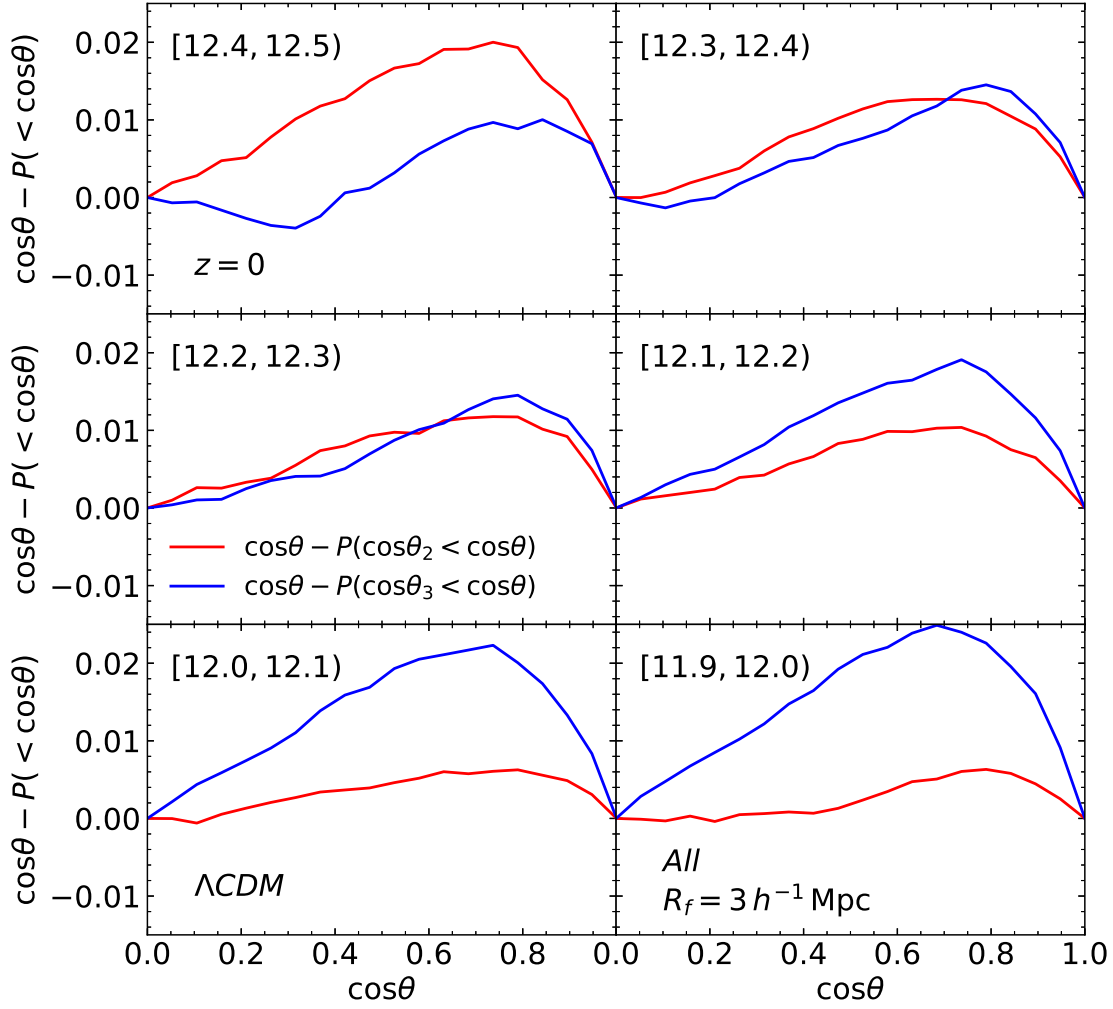 cosθ − P( < cosθ)
0.02
0.01
0.00
−0.01
[12.4, 12.5)
z = 0
[12.3, 12.4)
cosθ − P( < cosθ)
0.02
0.01
0.00
−0.01
[12.2, 12.3)
cosθ − P(cosθ₂ < cosθ)
cosθ − P(cosθ₃ < cosθ)
[12.1, 12.2)
cosθ − P( < cosθ)
0.02
0.01
0.00
−0.01
[12.0, 12.1)
ΛCDM
[11.9, 12.0)
All
R_f = 3 h⁻¹ Mpc
0.0 0.2 0.4 0.6 0.8 0.0 0.2 0.4 0.6 0.8 1.0
cosθ cosθ